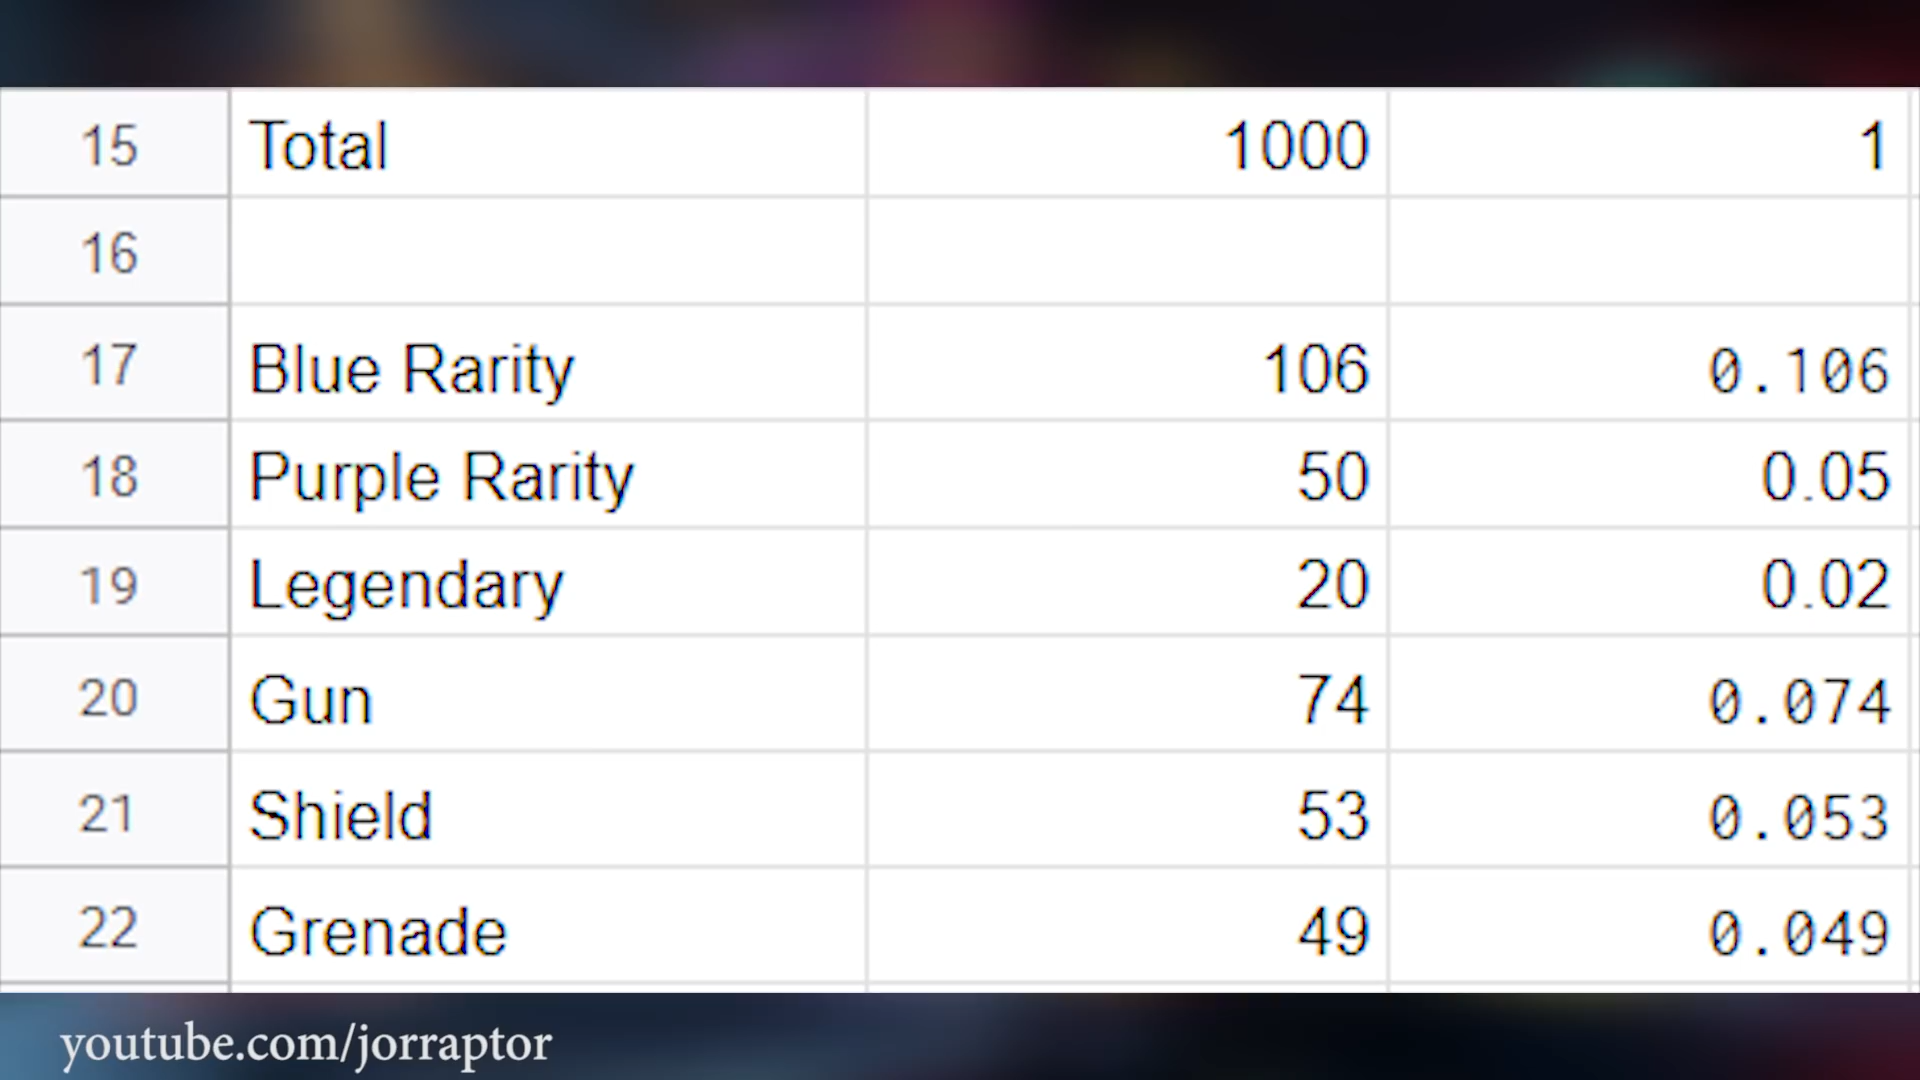 15 Total 1000 1
16
17 Blue Rarity 106 0.106
18 Purple Rarity 50 0.05
19 Legendary 20 0.02
20 Gun 74 0.074
21 Shield 53 0.053
22 Grenade 49 0.049
youtube.com/jorraptor